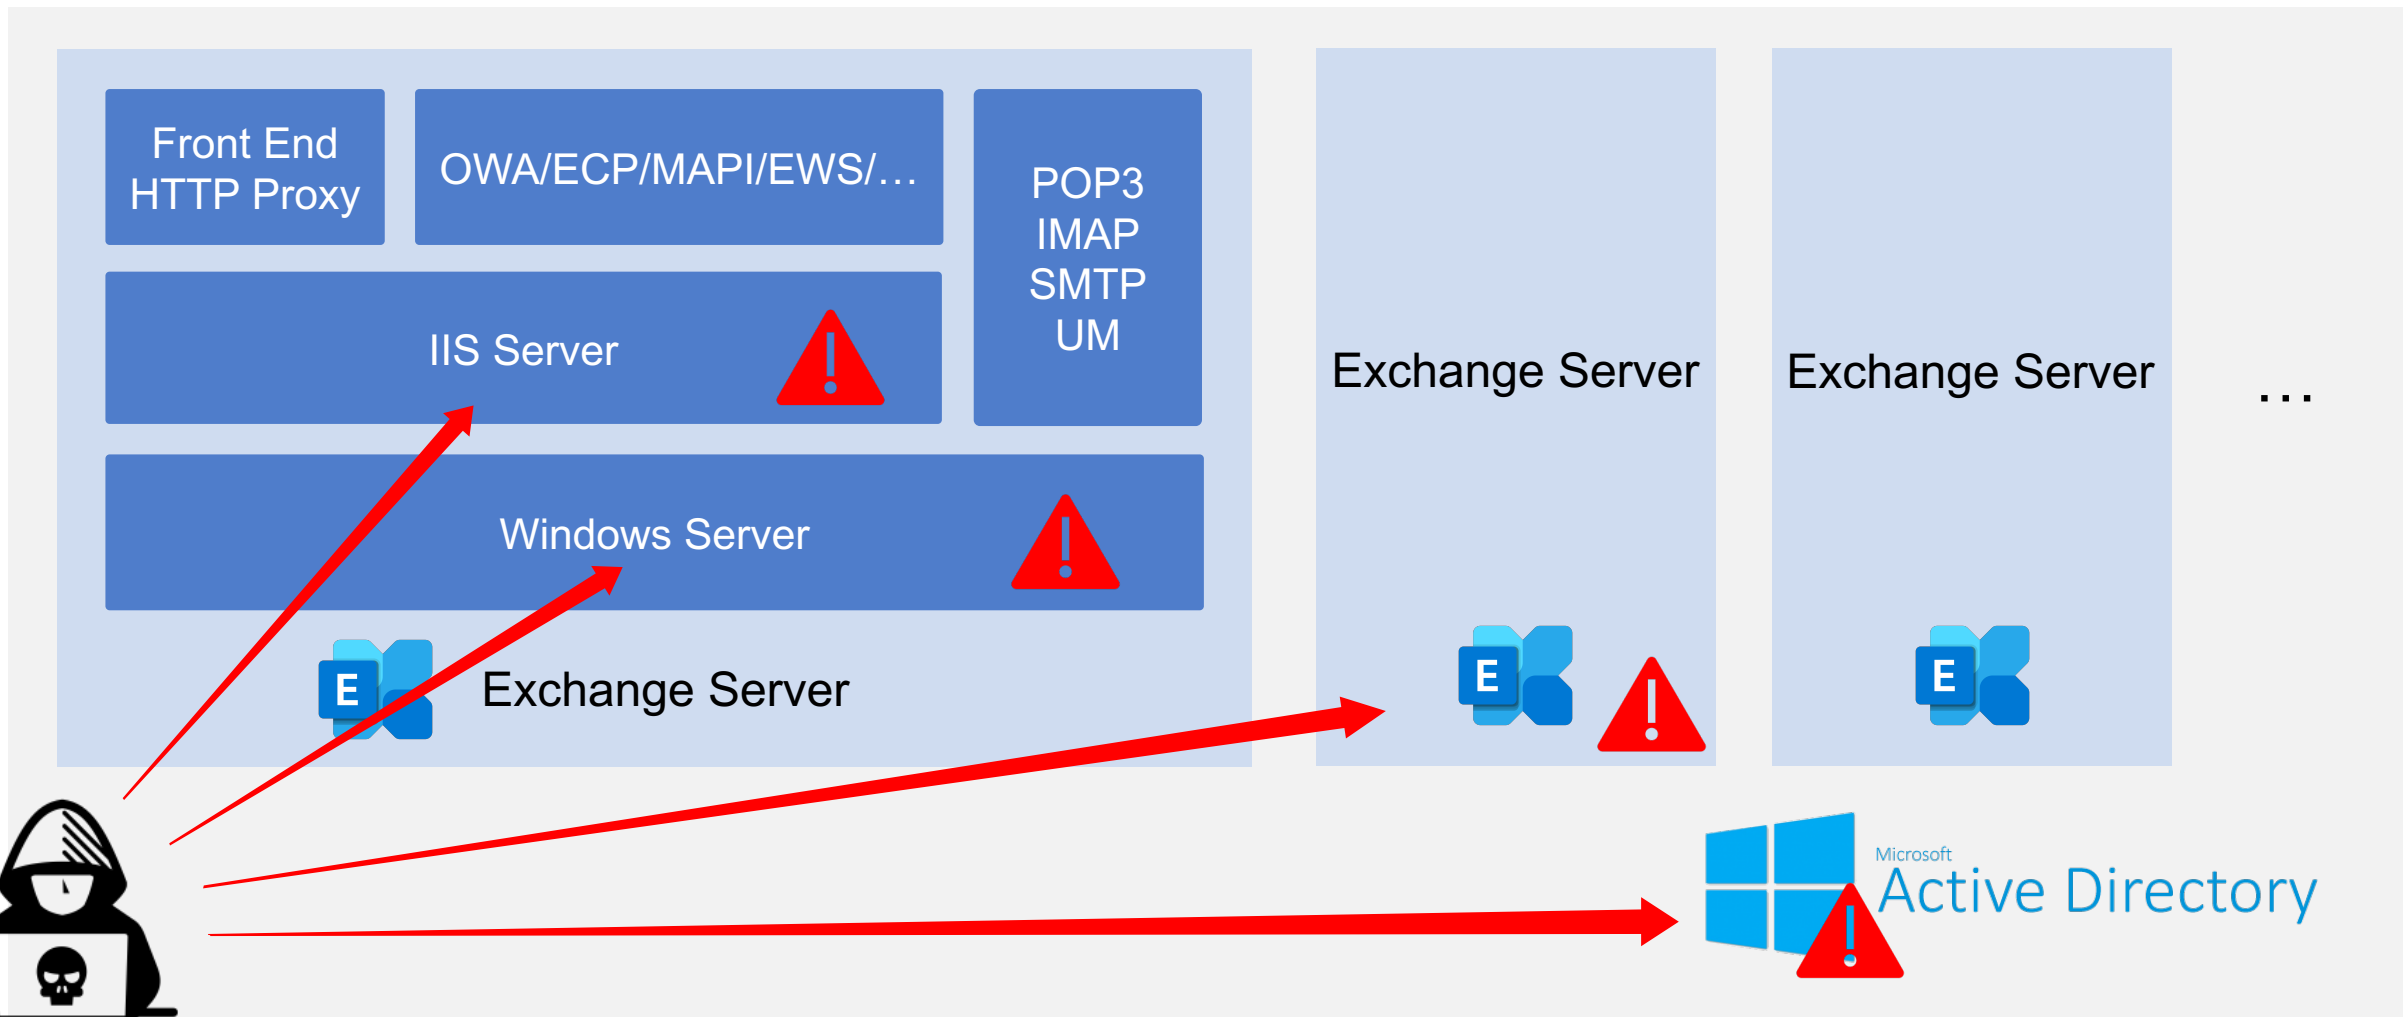 Front End
HTTP Proxy
OWA/ECP/MAPI/EWS/…
POP3
IMAP
SMTP
UM
IIS Server
Windows Server
E
Exchange Server
Exchange Server
E
Exchange Server
E
…
Microsoft
Active Directory